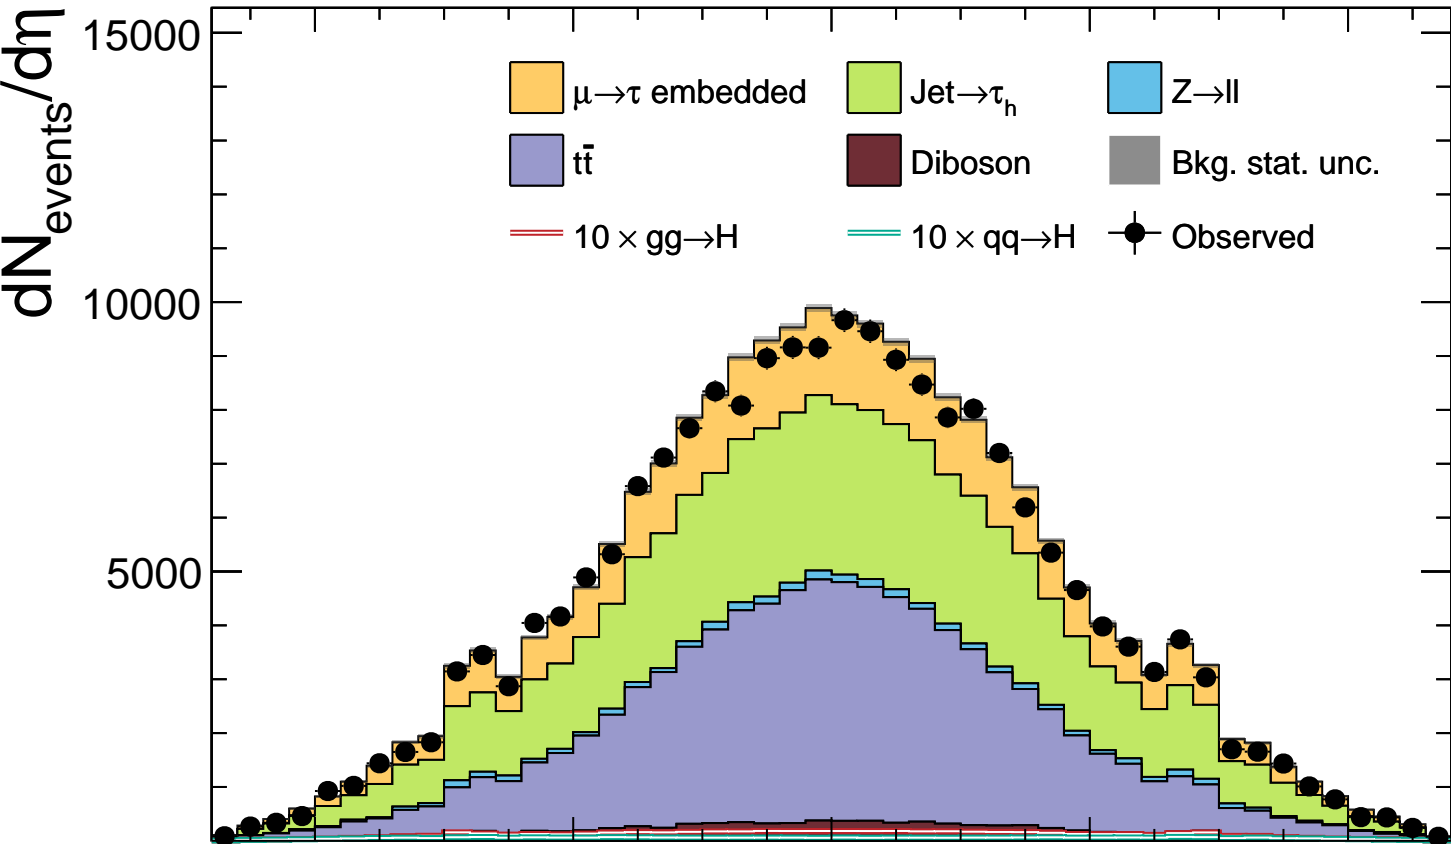 dN_events/dη
15000
10000
5000
μ→τ embedded
Jet→τ_h
Z→ll
tt̄
Diboson
Bkg. stat. unc.
10 × gg→H
10 × qq→H
Observed